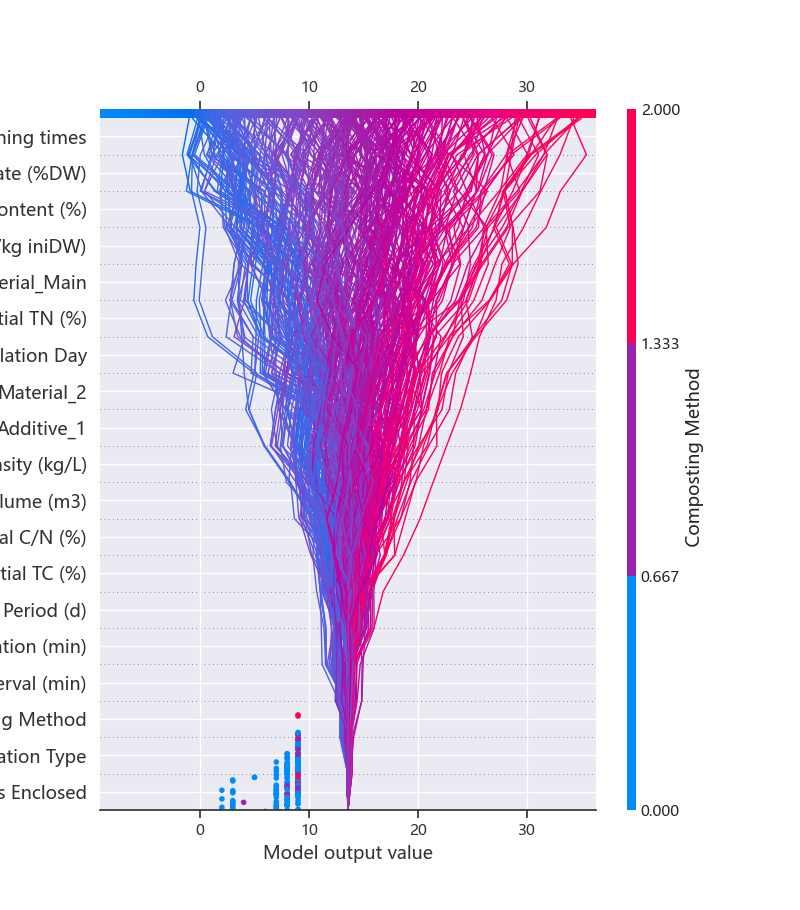 0 10 20 30
2.000
ning times
ate (%DW)
ontent (%)
/kg iniDW)
erial_Main
tial TN (%)
1.333
lation Day
Material_2
Composting Method
Additive_1
nsity (kg/L)
lume (m3)
al C/N (%)
tial TC (%)
0.667
Period (d)
ation (min)
erval (min)
g Method
ation Type
s Enclosed
0.000
0 10 20 30
Model output value